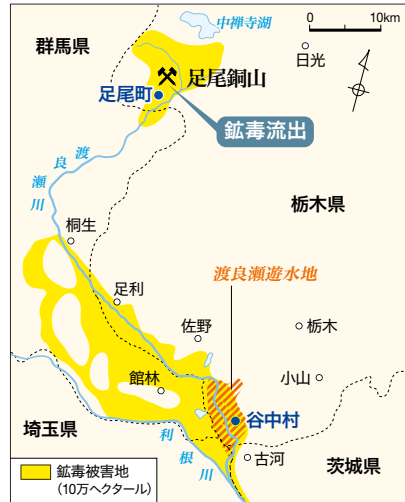 0 10km
群馬県
中禅寺湖
日光
足尾銅山
足尾町
鉱毒流出
渡良瀬川
栃木県
桐生
渡良瀬遊水地
足利
佐野
栃木
館林
小山
谷中村
埼玉県
利根川
古河
茨城県
鉱毒被害地
(10万ヘクタール)